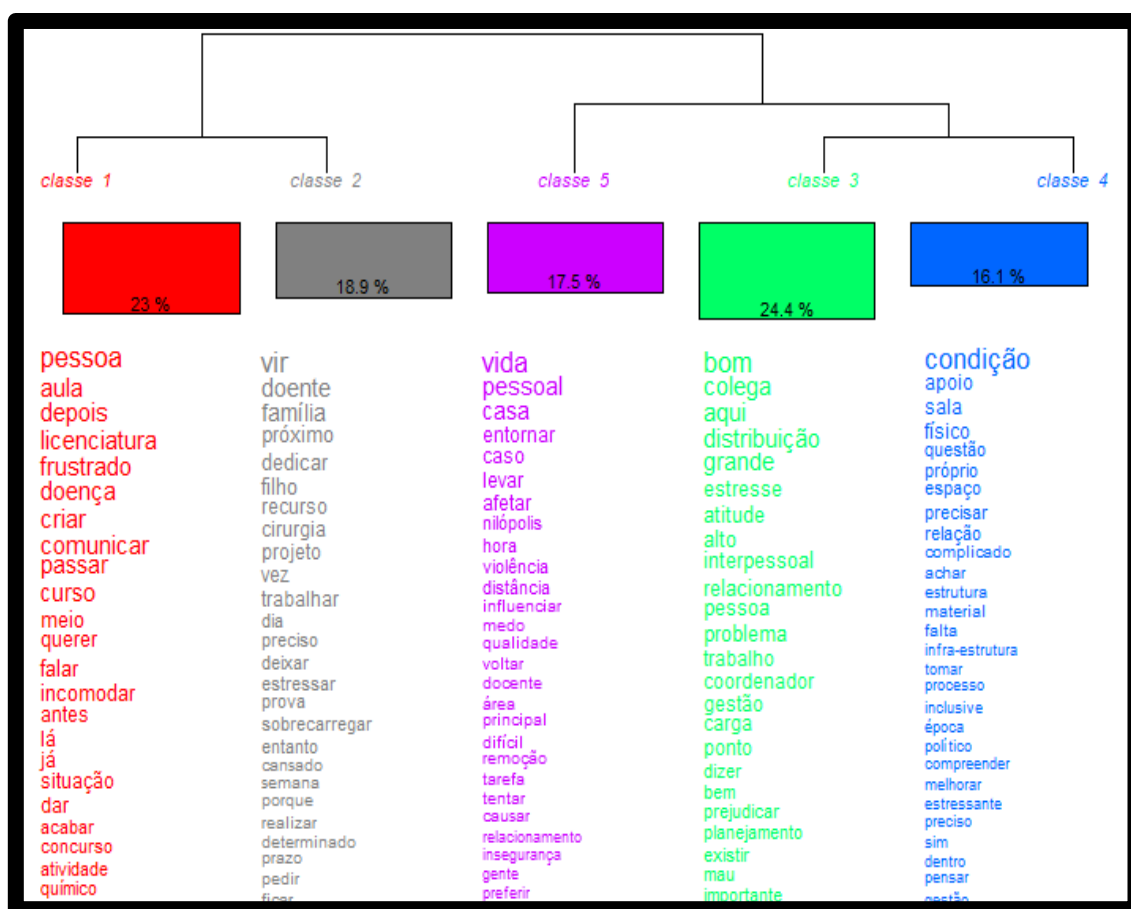 classe 1
classe 2
classe 5
classe 3
classe 4
23 %
18.9 %
17.5 %
24.4 %
16.1 %
pessoa
aula
depois
licenciatura
frustrado
doença
criar
comunicar
passar
curso
meio
querer
falar
incomodar
antes
lá
já
situação
dar
acabar
concurso
atividade
químico
vir
doente
família
próximo
dedicar
filho
recurso
cirurgia
projeto
vez
trabalhar
dia
preciso
deixar
estressar
prova
sobrecarregar
entanto
cansado
semana
porque
realizar
determinado
prazo
pedir
vida
pessoal
casa
entornar
caso
levar
afetar
nilópolis
hora
violência
distância
influenciar
medo
qualidade
voltar
docente
área
principal
difícil
remoção
tarefa
tentar
causar
relacionamento
insegurança
gente
preferir
bom
colega
aqui
distribuição
grande
estresse
atitude
alto
interpessoal
relacionamento
pessoa
problema
trabalho
coordenador
gestão
carga
ponto
dizer
bem
prejudicar
planejamento
existir
mau
importante
condição
apoio
sala
físico
questão
próprio
espaço
precisar
relação
complicado
achar
estrutura
material
falta
infra-estrutura
tomar
processo
inclusive
época
político
compreender
melhorar
estressante
preciso
sim
dentro
pensar